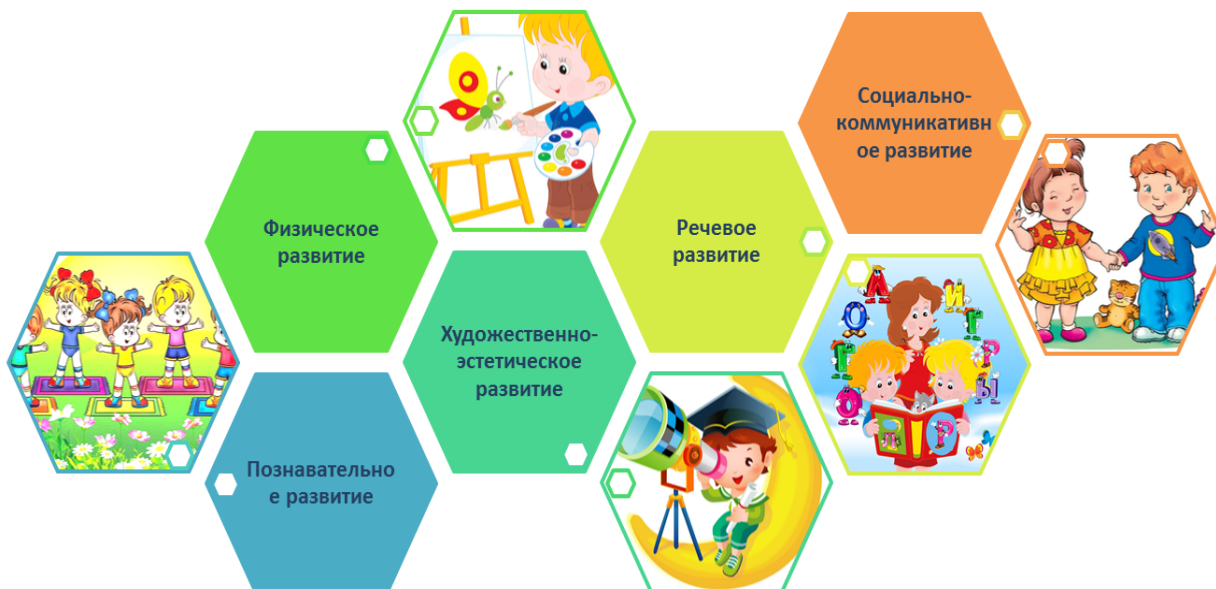 Физическое
развитие
Познавательно
е развитие
Художественно-
эстетическое
развитие
Речевое
развитие
Социально-
коммуникативн
ое развитие
Л О Г О
И Г Р Ы